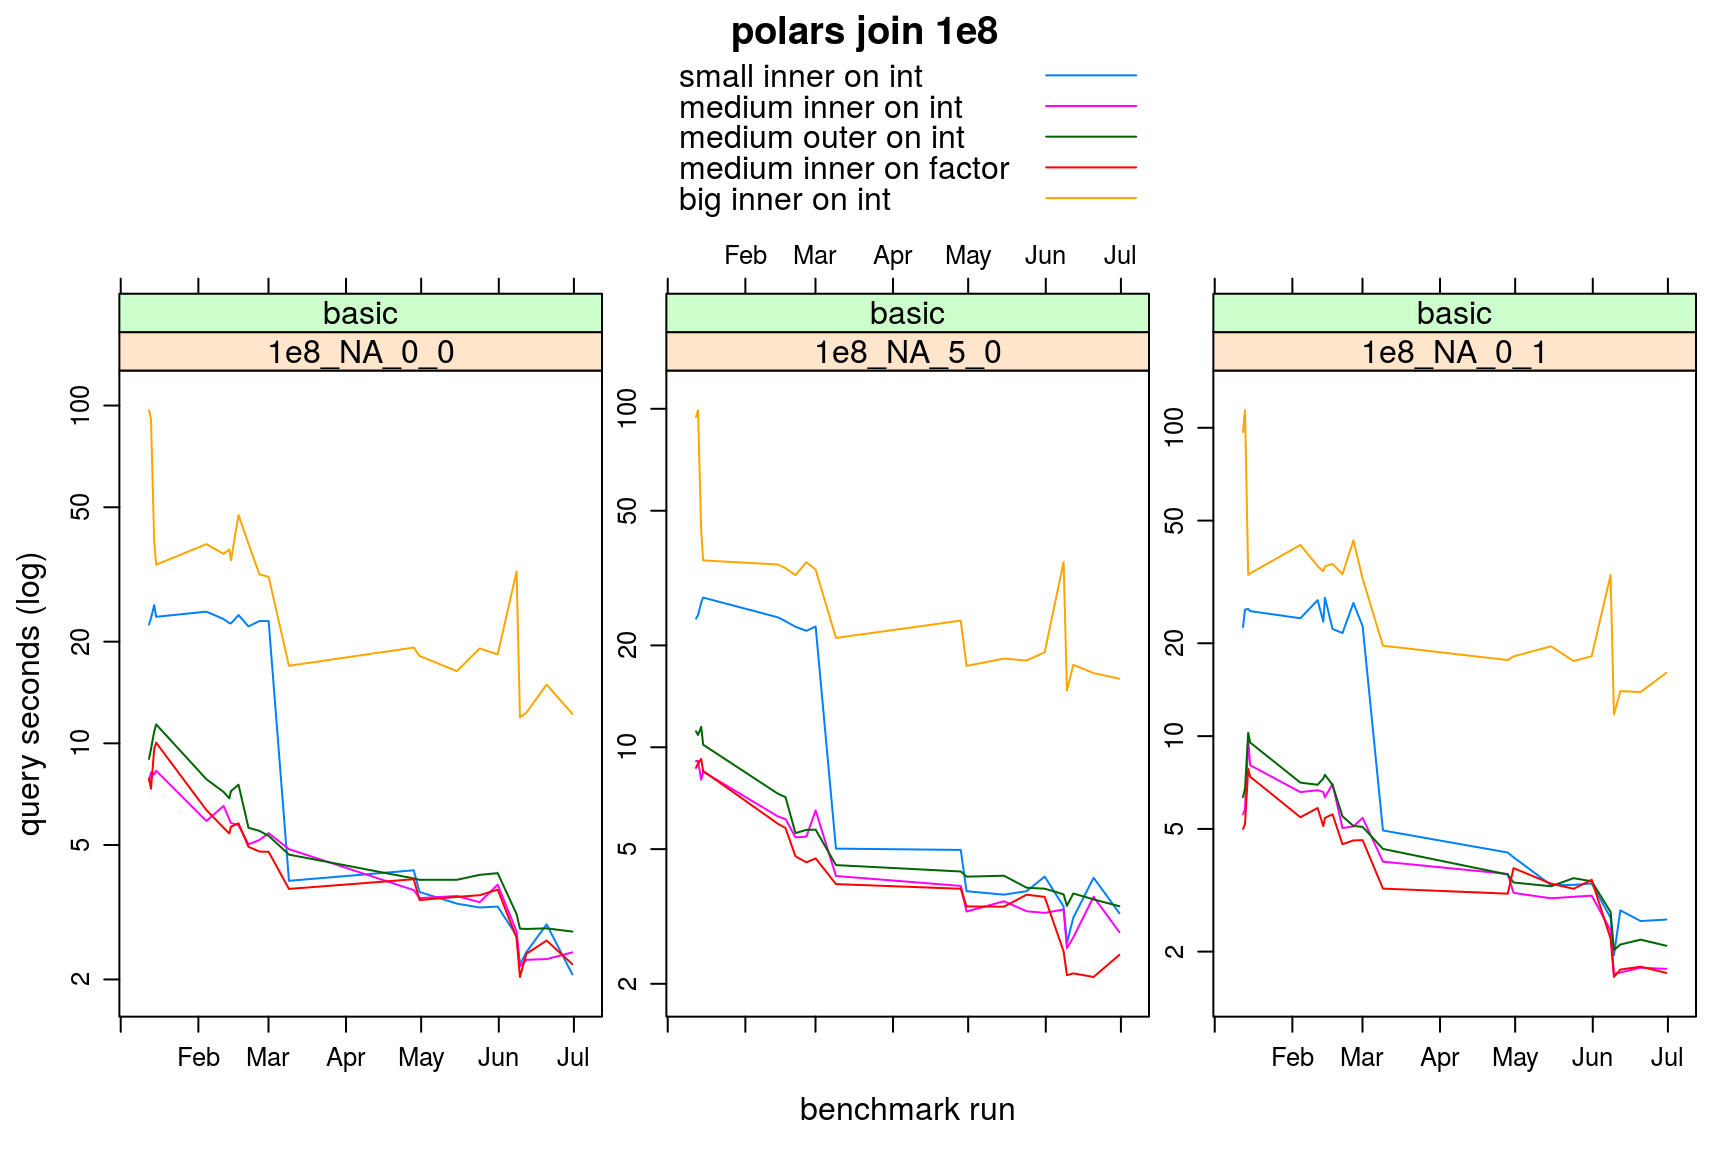 polars join 1e8
small inner on int
medium inner on int
medium outer on int
medium inner on factor
big inner on int
Feb Mar Apr May Jun Jul
basic basic basic
1e8_NA_0_0 1e8_NA_5_0 1e8_NA_0_1
query seconds (log)
100
50
20
10
5
2
100
50
20
10
5
2
100
50
20
10
5
2
Feb Mar Apr May Jun Jul
Feb Mar Apr May Jun Jul
benchmark run